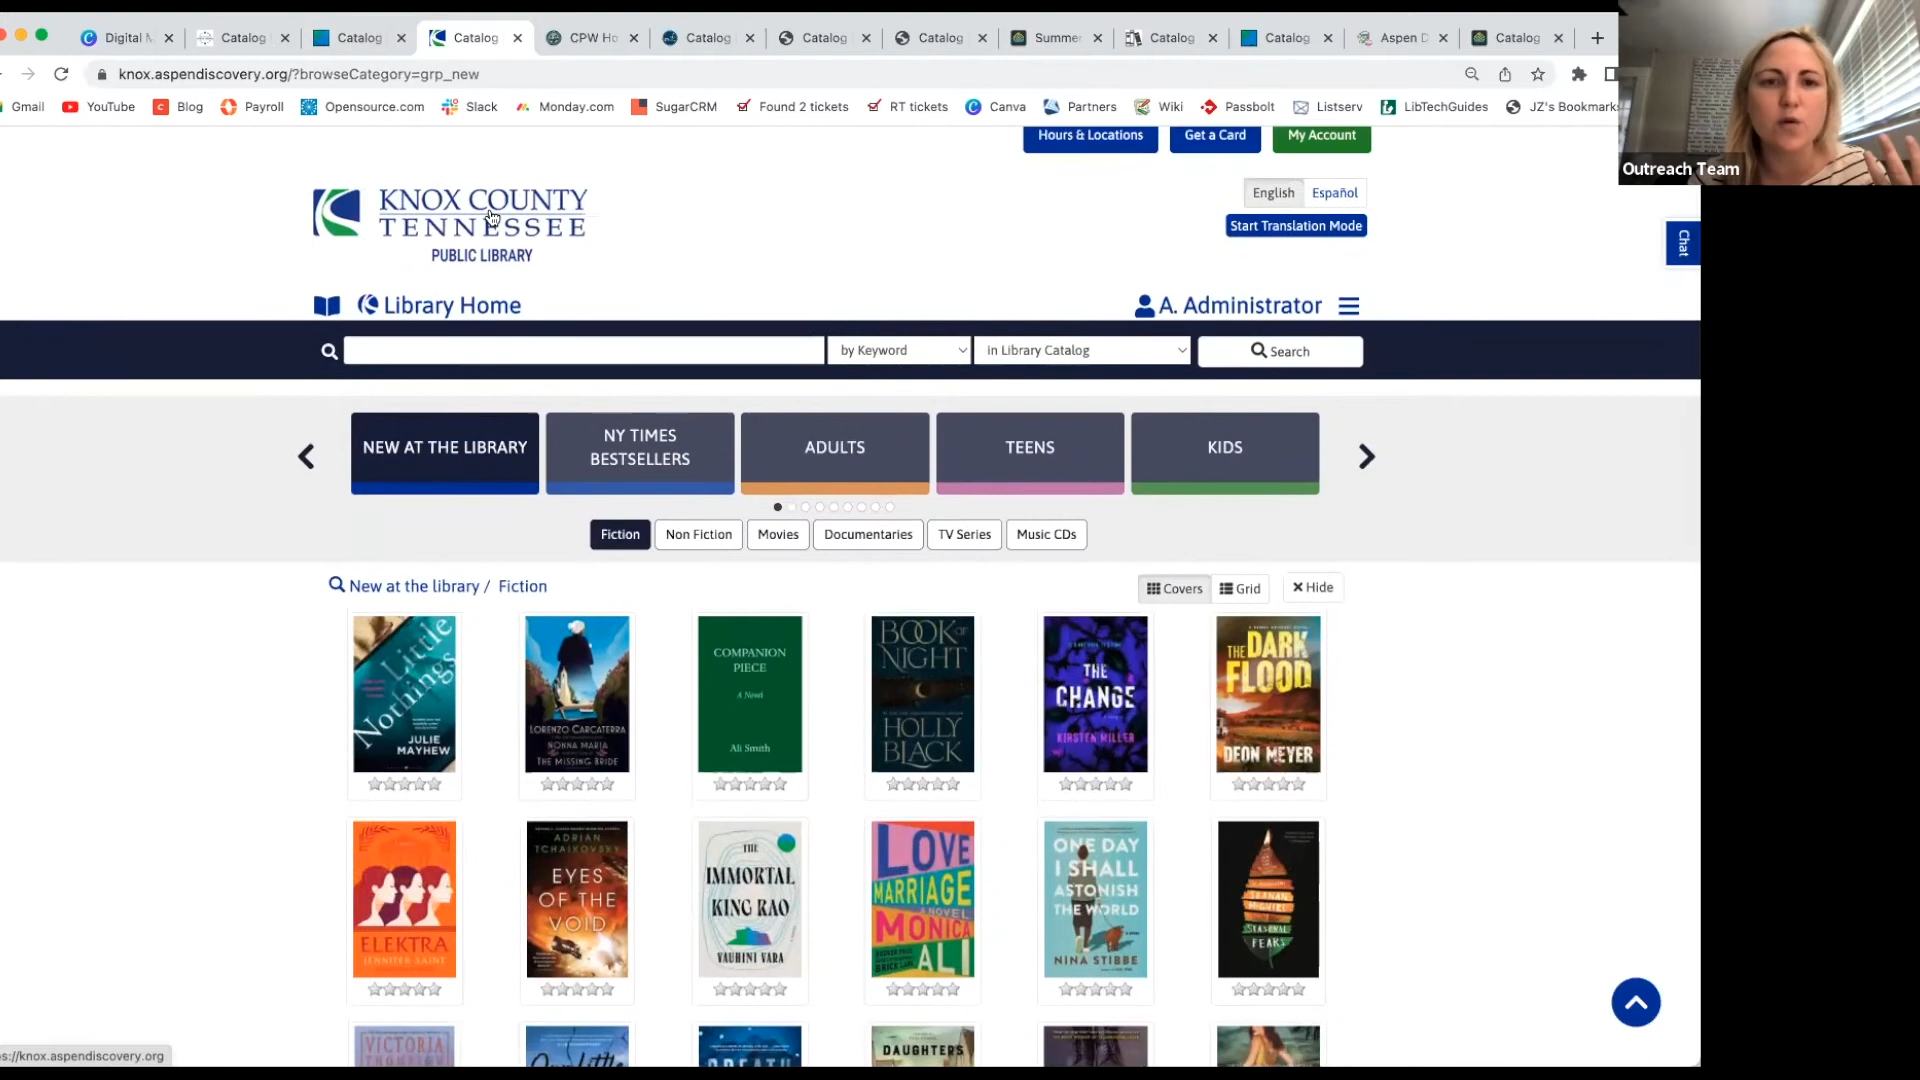 Digital M
Catalog
Catalog
Catalog
CPW Ho
Catalog
Catalog
Catalog
Summer
Catalog
Catalog
Aspen D
Catalog
knox.aspendiscovery.org/?browseCategory=grp_new
Gmail
YouTube
Blog
Payroll
Opensource.com
Slack
Monday.com
SugarCRM
Found 2 tickets
RT tickets
Canva
Partners
Wiki
Passbolt
Listserv
LibTechGuides
JZ's Bookmarks
Outreach Team
Hours & Locations
Get a Card
My Account
KNOX COUNTY
TENNESSEE
PUBLIC LIBRARY
English
Español
Start Translation Mode
Chat
Library Home
A. Administrator
by Keyword
in Library Catalog
Search
NEW AT THE LIBRARY
NY TIMES
BESTSELLERS
ADULTS
TEENS
KIDS
Fiction
Non Fiction
Movies
Documentaries
TV Series
Music CDs
New at the library / Fiction
Covers
Grid
Hide
Little
Nothings
JULIE
MAYHEW
LORENZO CARCATERRA
NONNA MARIA
THE MISSING BRIDE
COMPANION
PIECE
A Novel
Ali Smith
BOOK OF
NIGHT
HOLLY
BLACK
THE
CHANGE
KIRSTEN MILLER
THE DARK
FLOOD
DEON MEYER
ELEKTRA
JENNIFER SAINT
ADRIAN
TCHAIKOVSKY
EYES
OF THE
VOID
THE
IMMORTAL
KING RAO
VAUHINI VARA
LOVE
MARRIAGE
A NOVEL
MONICA
ALI
ONE DAY
I SHALL
ASTONISH
THE WORLD
NINA STIBBE
SEANAN
MCGUIRE
SEASONAL
FEARS
VICTORIA
Our Little
BREATH
DAUGHTERS
s://knox.aspendiscovery.org